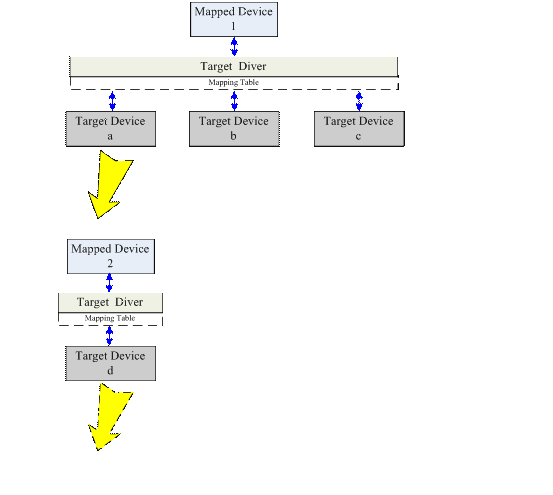 Mapped Device
1
Target Diver
Mapping Table
Target Device
a
Target Device
b
Target Device
c
Mapped Device
2
Target Diver
Mapping Table
Target Device
d